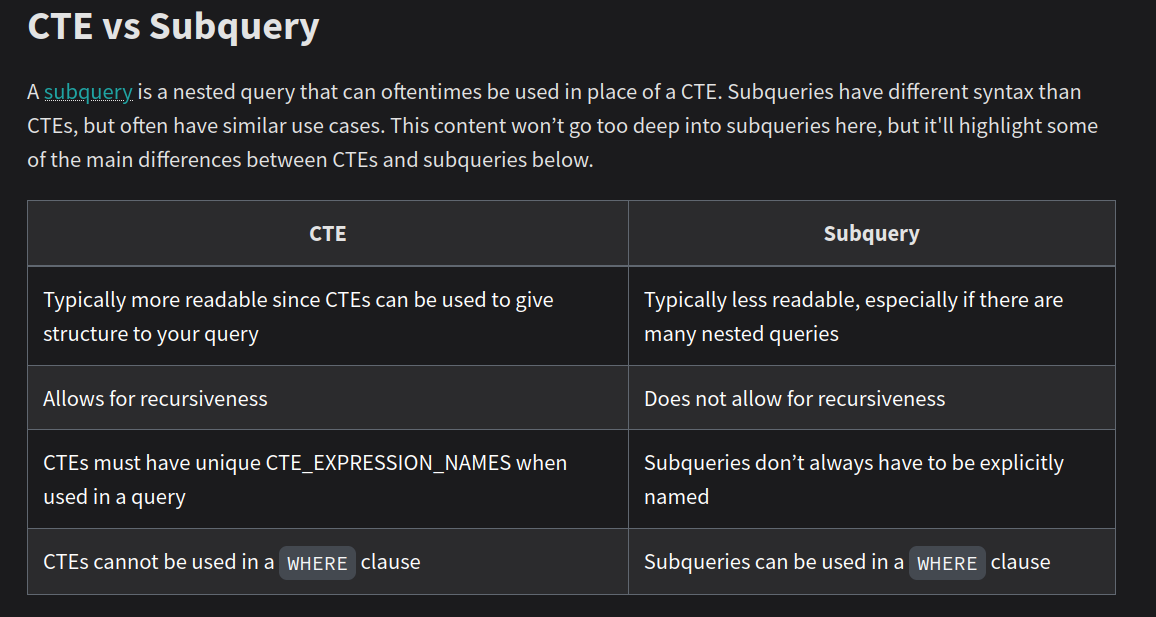 CTE vs Subquery
A subquery is a nested query that can oftentimes be used in place of a CTE. Subqueries have different syntax than
CTEs, but often have similar use cases. This content won’t go too deep into subqueries here, but it'll highlight some
of the main differences between CTEs and subqueries below.
CTE
Subquery
Typically more readable since CTEs can be used to give
structure to your query
Typically less readable, especially if there are
many nested queries
Allows for recursiveness
Does not allow for recursiveness
CTEs must have unique CTE_EXPRESSION_NAMES when
used in a query
Subqueries don’t always have to be explicitly
named
CTEs cannot be used in a WHERE clause
Subqueries can be used in a WHERE clause